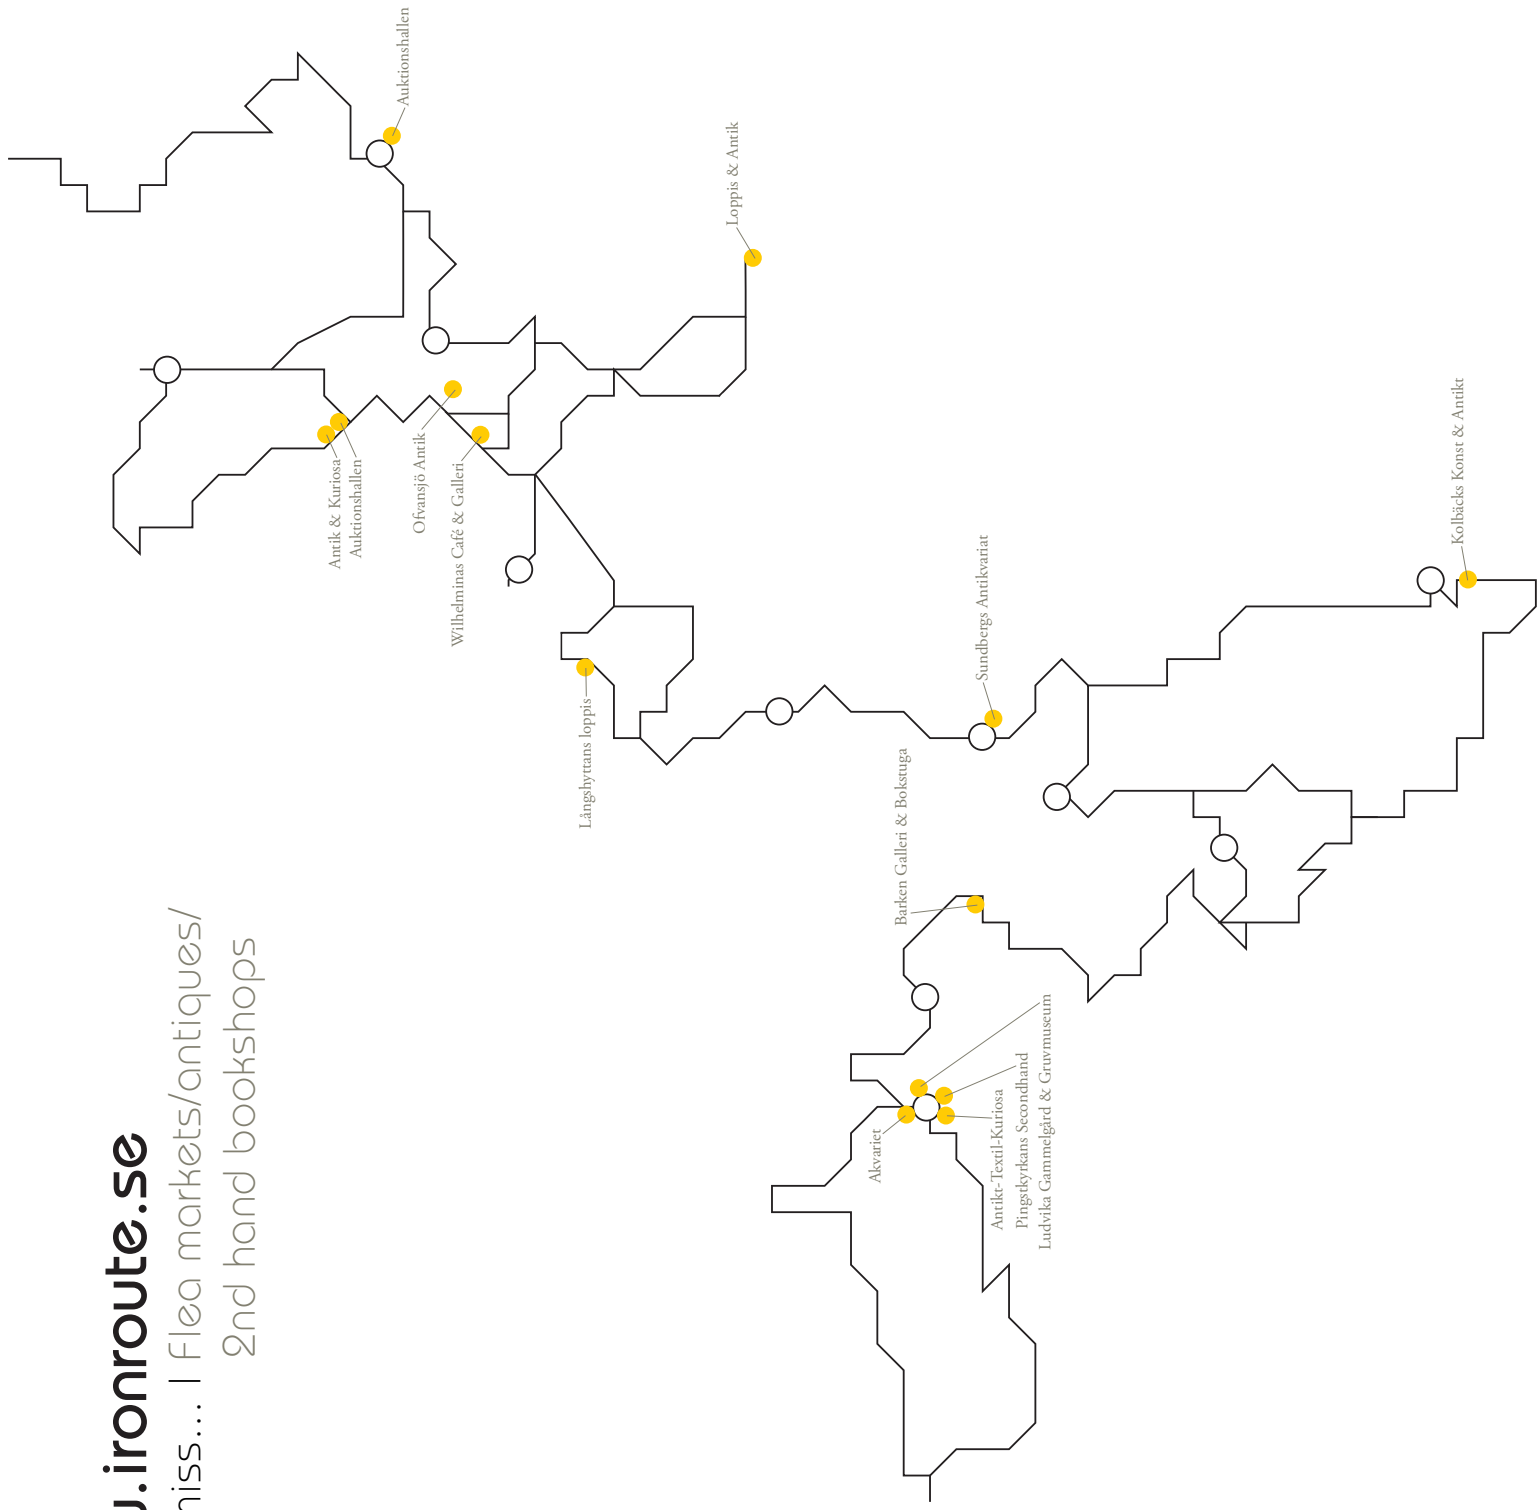 .ironroute.se
iss... | Flea markets/antiques/
2nd hand bookshops
Antik & Kuriosa
Auktionshallen
Auktionshallen
Ofvansjö Antik
Wilhelminas Café & Galleri
Långshyttans loppis
Loppis & Antik
Akvariet
Barken Galleri & Bokstuga
Sundbergs Antikvariat
Antikt-Textil-Kuriosa
Pingstkyrkans Secondhand
Ludvika Gammelgård & Gruvmuseum
Kolbäcks Konst & Antikt